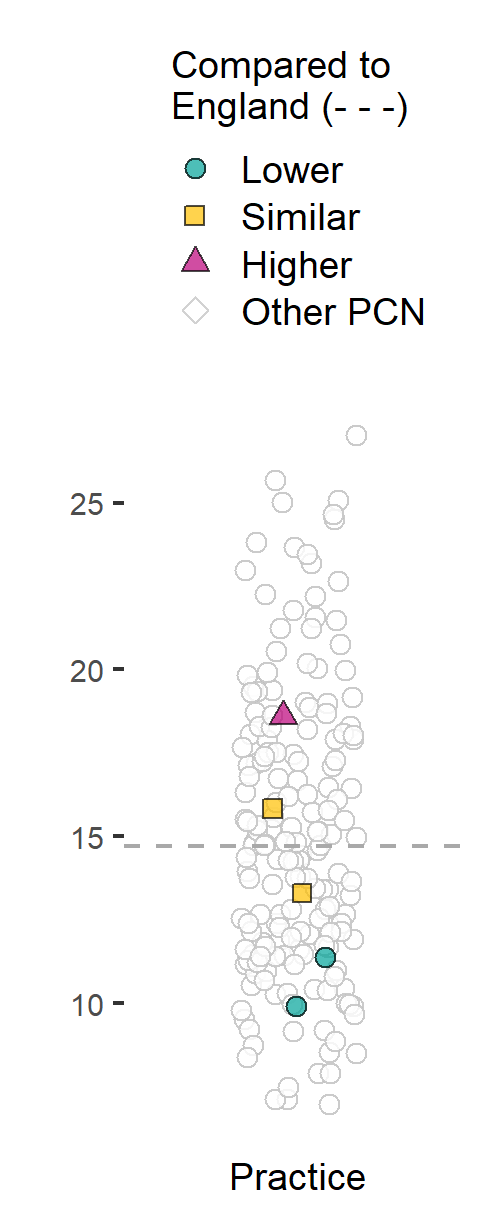 Compared to
England (- - -)
Lower
Similar
Higher
Other PCN
25
20
15
10
Practice